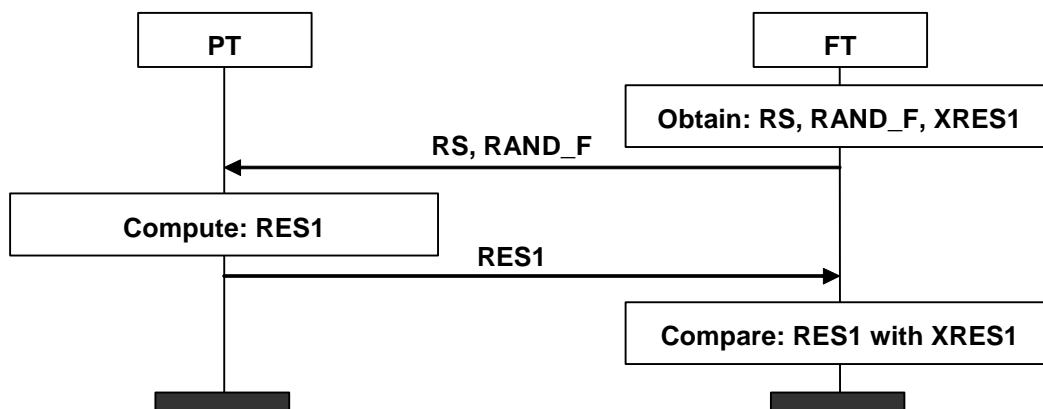 PT
FT
Obtain: RS, RAND_F, XRES1
RS, RAND_F
Compute: RES1
RES1
Compare: RES1 with XRES1